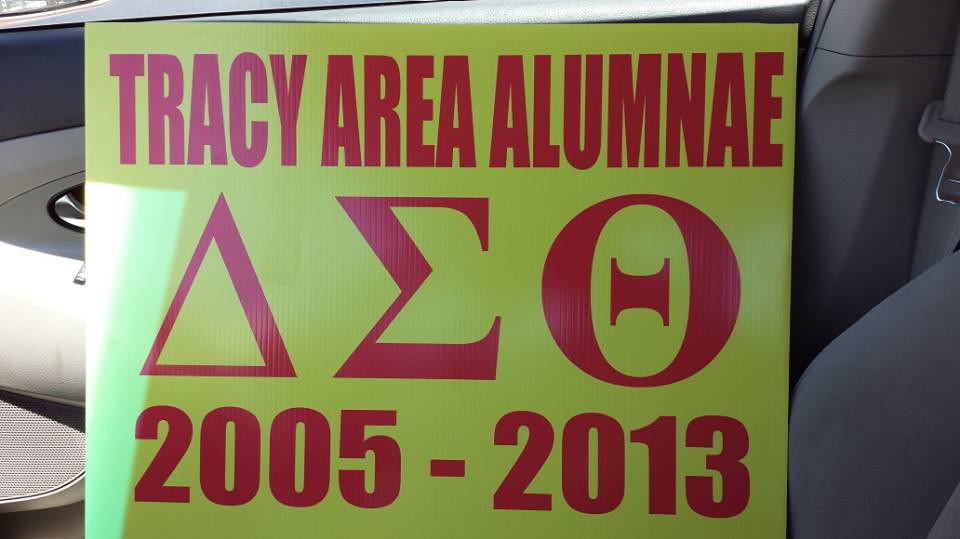 TRACY AREA ALUMNAE
ΔΣΘ
2005 - 2013